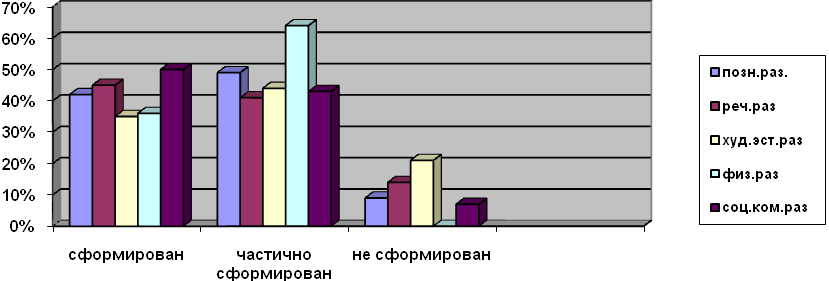 70%
60%
50%
40%
30%
20%
10%
0%
сформирован
частично
сформирован
не сформирован
позн.раз.
реч.раз
худ.эст.раз
физ.раз
соц.ком.раз